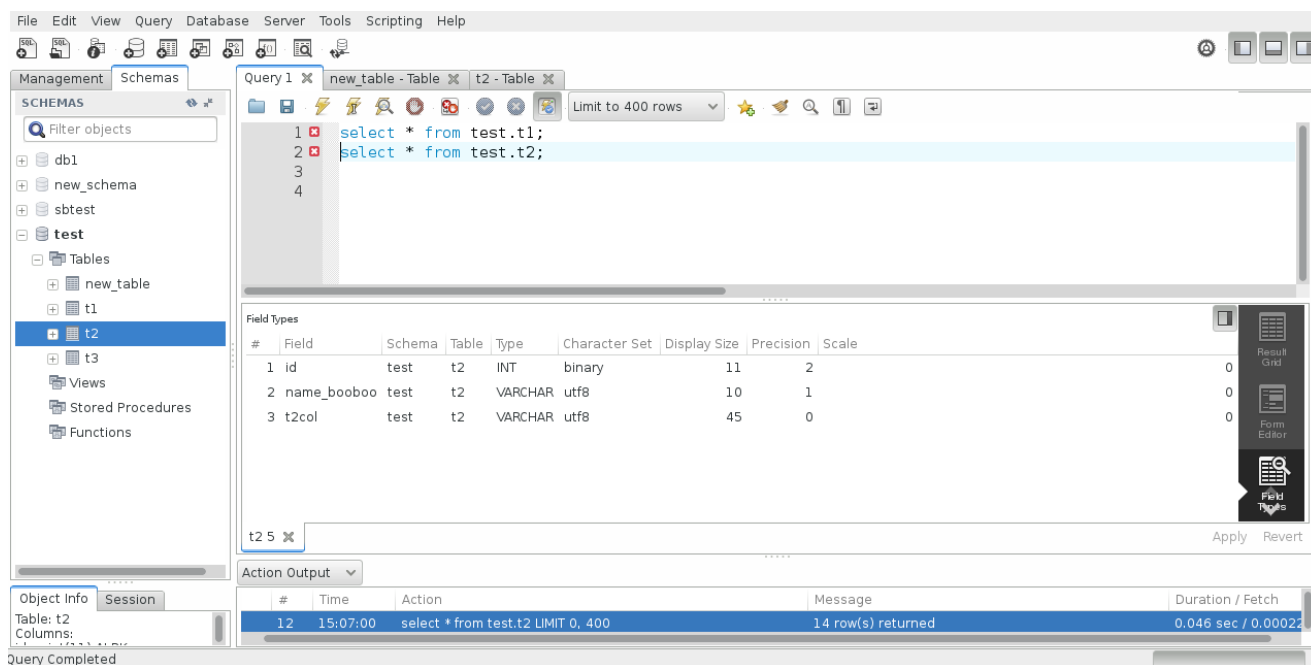 File Edit View Query Database Server Tools Scripting Help
SQL SQL
Management Schemas
Query 1 new_table - Table t2 - Table
SCHEMAS
Limit to 400 rows
Filter objects
1 select * from test.t1;
2 select * from test.t2;
3
4
db1
new_schema
sbtest
test
Tables
new_table
t1
t2
t3
Views
Stored Procedures
Functions
Field Types
# Field Schema Table Type Character Set Display Size Precision Scale
1 id test t2 INT binary 11 2 0
2 name_booboo test t2 VARCHAR utf8 10 1 0
3 t2col test t2 VARCHAR utf8 45 0 0
Result
Grid
Form
Editor
Field
Types
t2 5
Apply Revert
Action Output
# Time Action Message Duration / Fetch
12 15:07:00 select * from test.t2 LIMIT 0, 400 14 row(s) returned 0.046 sec / 0.00022
Object Info Session
Table: t2
Columns:
Query Completed